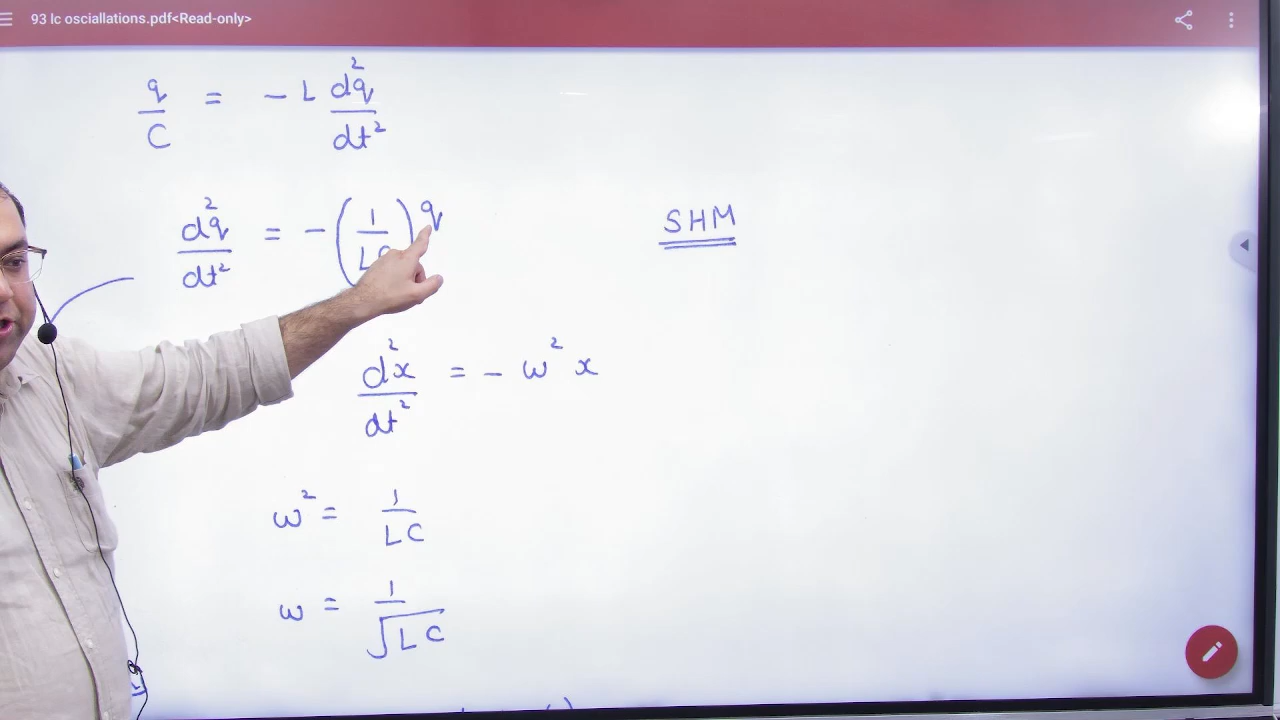 93 lc osciallations.pdf<Read-only>
q/C = - L d²q/dt²
d²q/dt² = - (1/LC) q
SHM
d²x/dt² = - ω² x
ω² = 1/LC
ω = 1/√LC